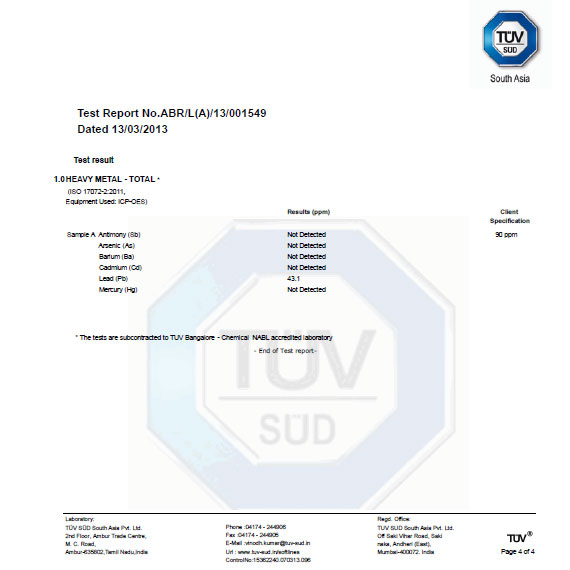 TÜV
SÜD
South Asia
Test Report No.ABR/L(A)/13/001549
Dated 13/03/2013
Test result
1.0HEAVY METAL - TOTAL *
(ISO 17072-2:2011,
Equipment Used: ICP-OES)
Results (ppm) Client
Specification
Sample A Antimony (Sb) Not Detected 90 ppm
Arsenic (As) Not Detected
Barium (Ba) Not Detected
Cadmium (Cd) Not Detected
Lead (Pb) 43.1
Mercury (Hg) Not Detected
* The tests are subcontracted to TUV Bangalore - Chemical NABL accredited laboratory
- End of Test report-
TÜV
SÜD
Laboratory:
TÜV SÜD South Asia Pvt. Ltd.
2nd Floor, Ambur Trade Centre,
M. C. Road,
Ambur-635802,Tamil Nadu,India
Phone :04174 - 244906
Fax :04174 - 244905
E-Mail :vinodh.kumar@tuv-sud.in
Url : www.tuv-sud.in/softlines
ControlNo:15362240.070313.096
Regd. Office:
TÜV SÜD South Asia Pvt. Ltd.
Off Saki Vihar Road, Saki
naka, Andheri (East),
Mumbai-400072. India
TÜV®
Page 4 of 4